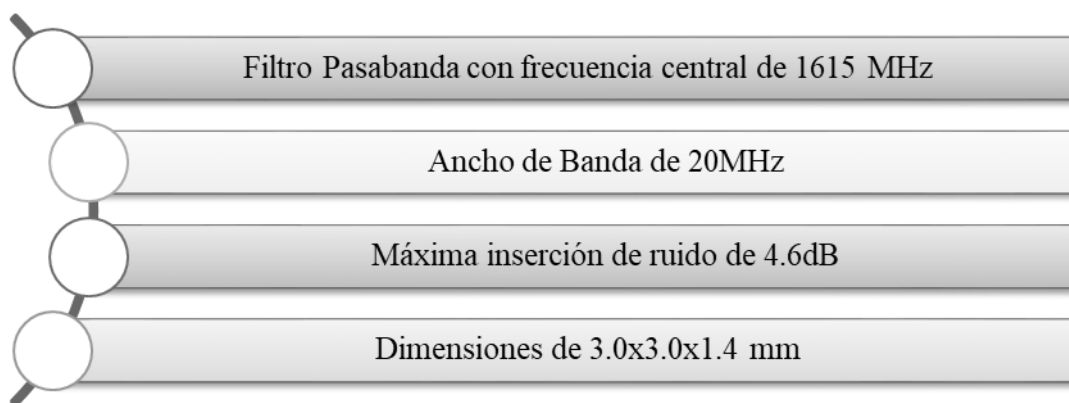 Filtro Pasabanda con frecuencia central de 1615 MHz
Ancho de Banda de 20MHz
Máxima inserción de ruido de 4.6dB
Dimensiones de 3.0x3.0x1.4 mm